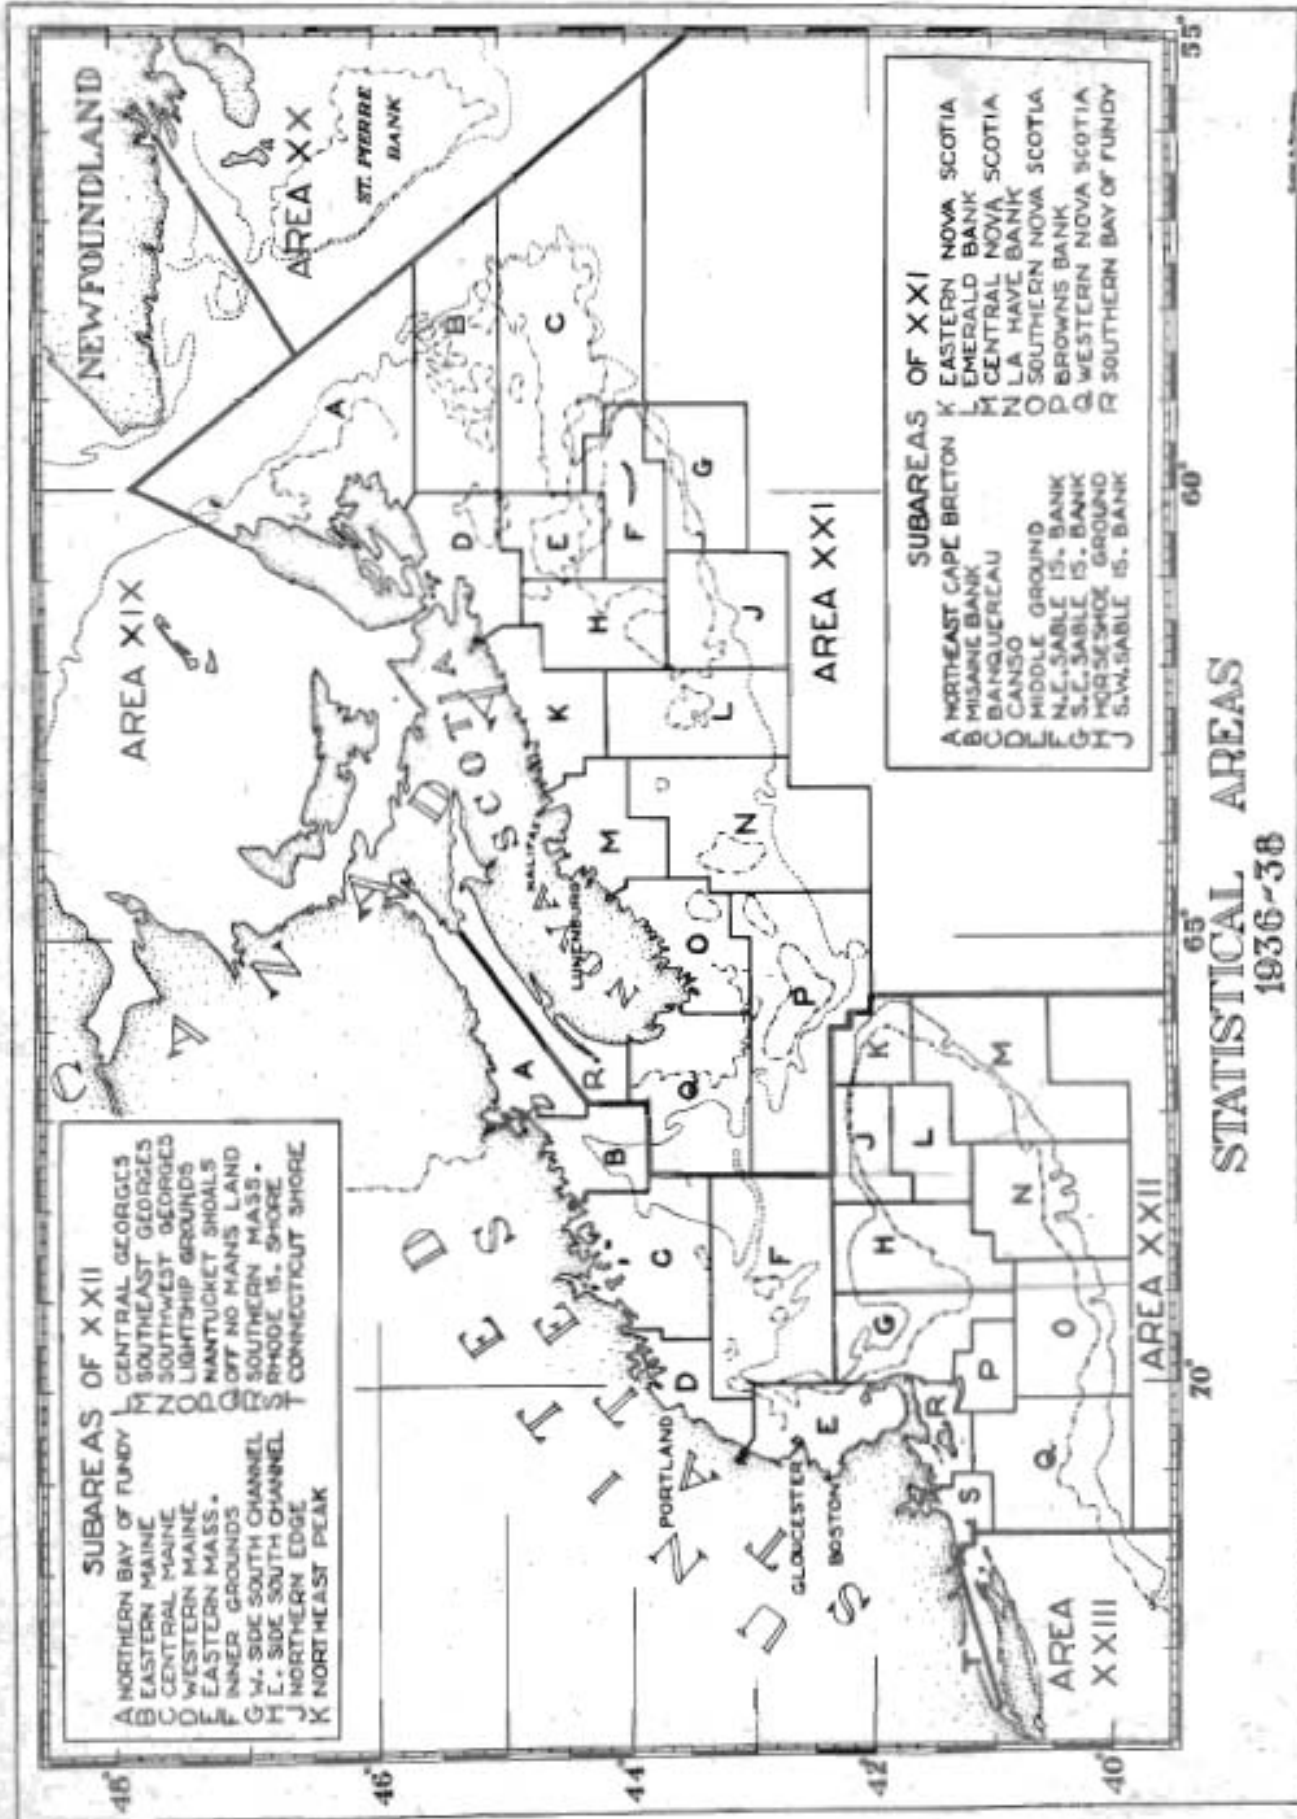 SUBAREAS OF XXII
A NORTHERN BAY OF FUNDY
B EASTERN MAINE
C CENTRAL MAINE
D WESTERN MAINE
E EASTERN MASS.
F INNER GROUNDS
G W. SIDE SOUTH CHANNEL
H E. SIDE SOUTH CHANNEL
J NORTHERN EDGE
K NORTHEAST PEAK
L CENTRAL GEORGES
M SOUTHEAST GEORGES
N SOUTHWEST GEORGES
O LIGHTSHIP GROUNDS
P NANTUCKET SHOALS
Q OFF NO MANS LAND
R SOUTHERN MASS.
S RHODE IS. SHORE
T CONNECTICUT SHORE
CANADA
NOVA SCOTIA
UNITED STATES
NEWFOUNDLAND
AREA XIX
AREA XX
ST. PIERRE
BANK
A
B
C
D
E
F
G
H
J
K
L
M
N
O
P
Q
R
HALIFAX
LUNENBURG
AREA XXI
A
B
C
D
E
F
G
H
J
K
L
M
N
O
P
Q
R
S
T
PORTLAND
GLOUCESTER
BOSTON
AREA XXII
AREA
XXIII
SUBAREAS OF XXI
A NORTHEAST CAPE BRETON
B MISAINE BANK
C BANQUEREAU
D CANSO
E MIDDLE GROUND
F N.E. SABLE IS. BANK
G S.E. SABLE IS. BANK
H HORSESHOE GROUND
J S.W. SABLE IS. BANK
K EASTERN NOVA SCOTIA
L EMERALD BANK
M CENTRAL NOVA SCOTIA
N LA HAVE BANK
O SOUTHERN NOVA SCOTIA
P BROWNS BANK
Q WESTERN NOVA SCOTIA
R SOUTHERN BAY OF FUNDY
48°
46°
44°
42°
40°
70°
65°
60°
55°
STATISTICAL AREAS
1936-38